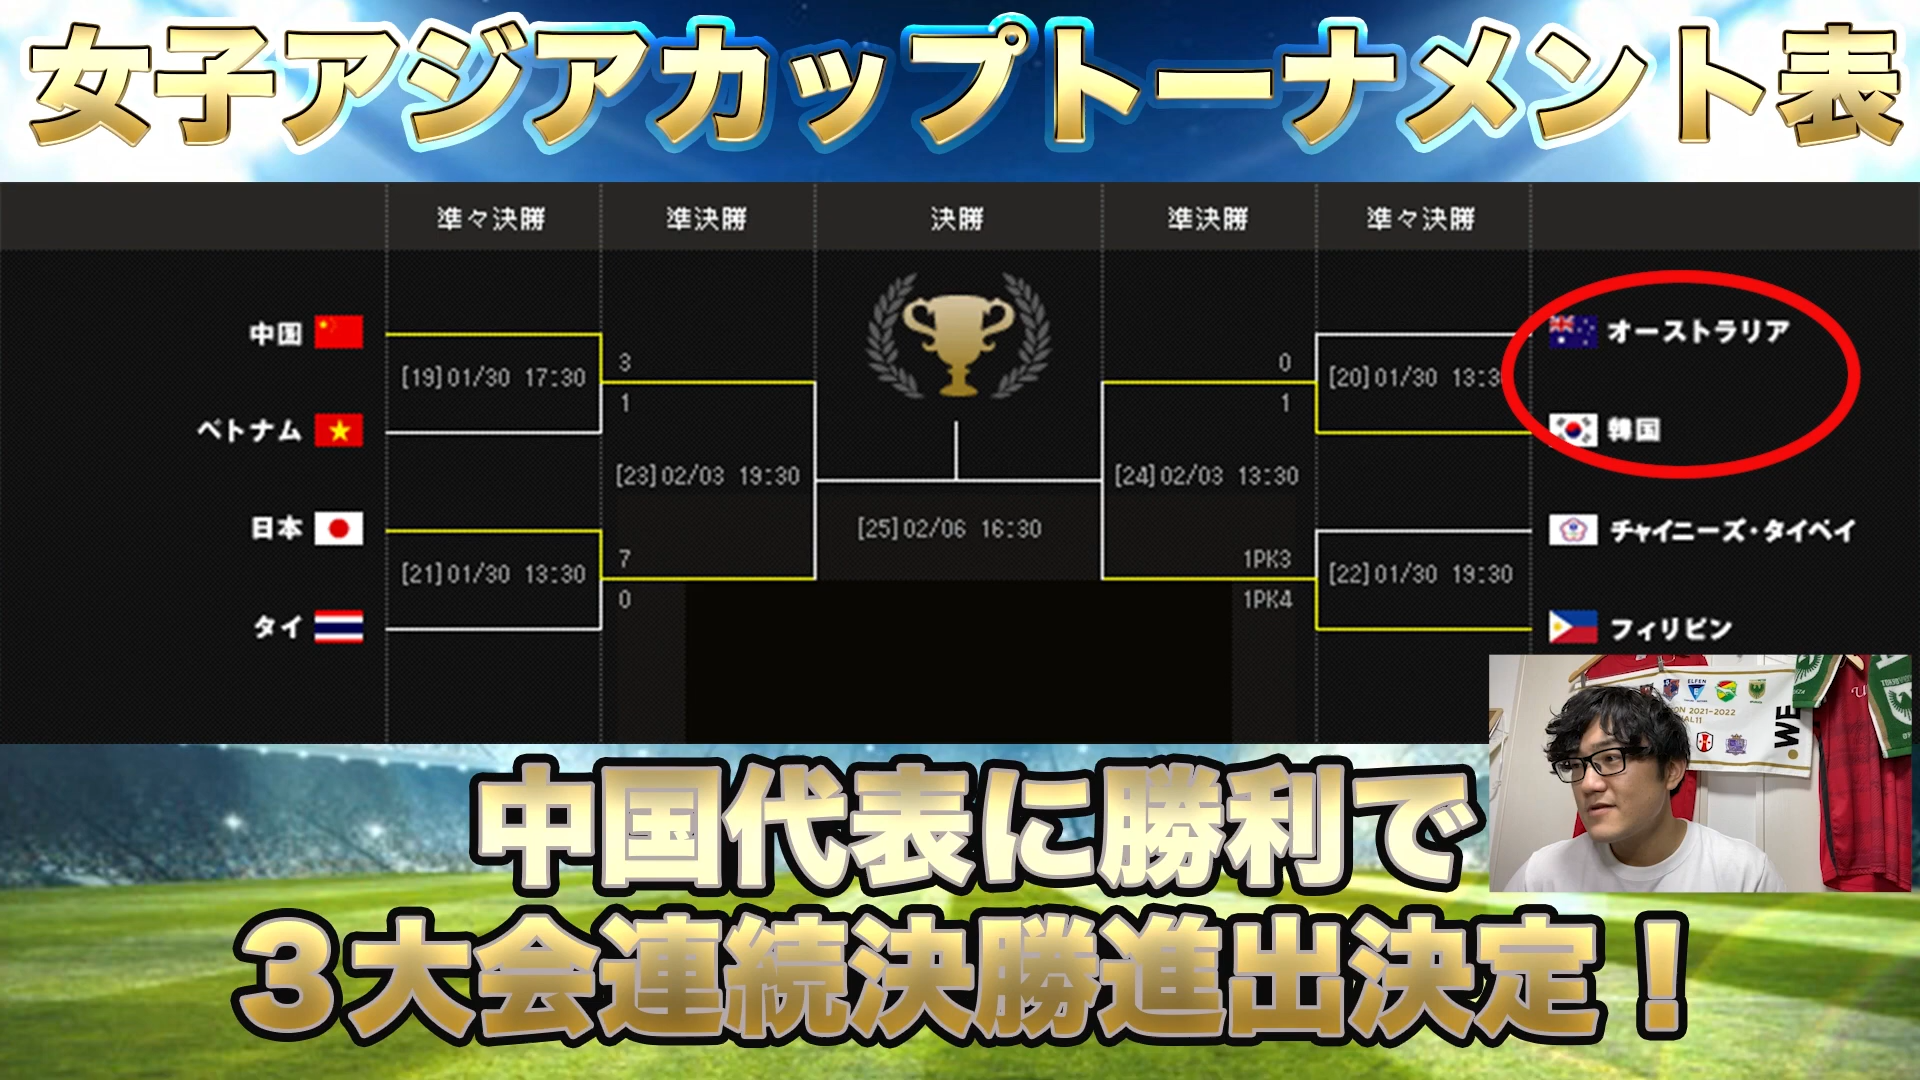 女子アジアカップトーナメント表
準々決勝 準決勝 決勝 準決勝 準々決勝
中国
ベトナム
日本
タイ
[19]01/30 17:30
[21]01/30 13:30
3
1
7
0
[23]02/03 19:30
[25]02/06 16:30
0
1
1PK3
1PK4
[24]02/03 13:30
[20]01/30 13:3
[22]01/30 19:30
オーストラリア
韓国
チャイニーズ・タイペイ
フィリピン
ELFEN
2021-2022
WE
中国代表に勝利で
3大会連続決勝進出決定!